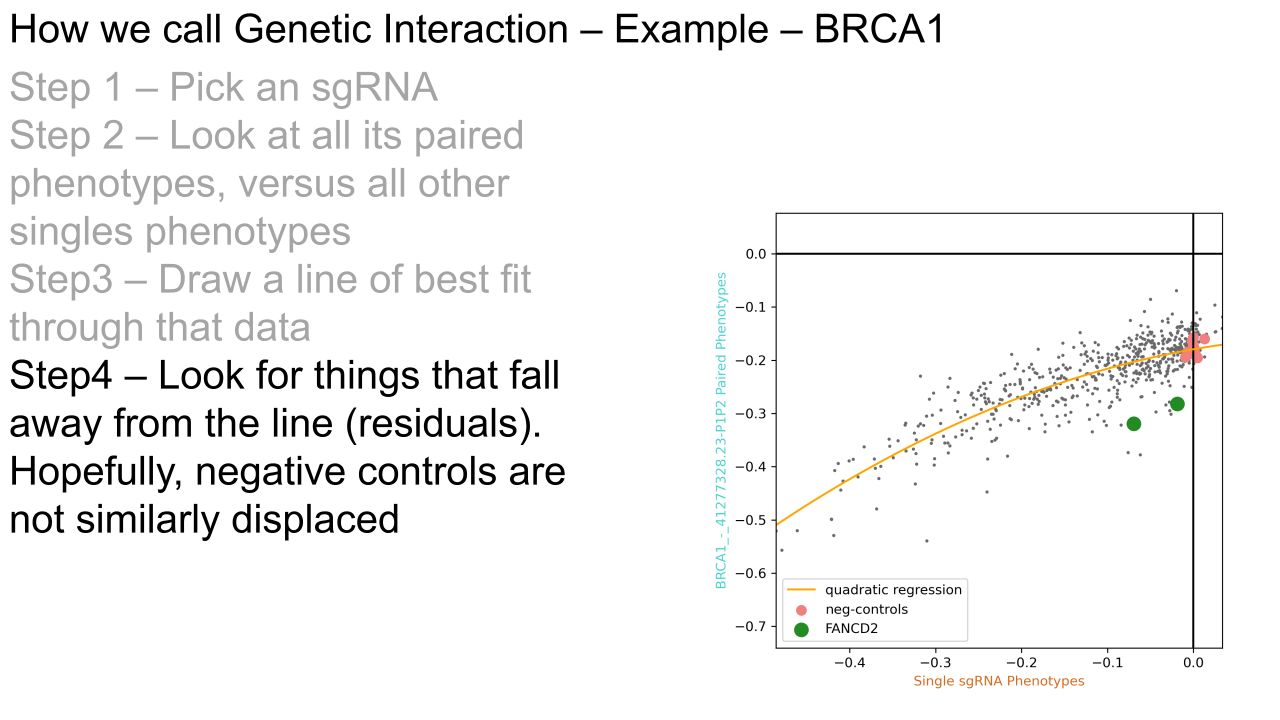 How we call Genetic Interaction – Example – BRCA1
Step 1 – Pick an sgRNA
Step 2 – Look at all its paired
phenotypes, versus all other
singles phenotypes
Step3 – Draw a line of best fit
through that data
Step4 – Look for things that fall
away from the line (residuals).
Hopefully, negative controls are
not similarly displaced
BRCA1_-_41277328.23-P1P2 Paired Phenotypes
0.0
−0.1
−0.2
−0.3
−0.4
−0.5
−0.6
−0.7
quadratic regression
neg-controls
FANCD2
−0.4 −0.3 −0.2 −0.1 0.0
Single sgRNA Phenotypes